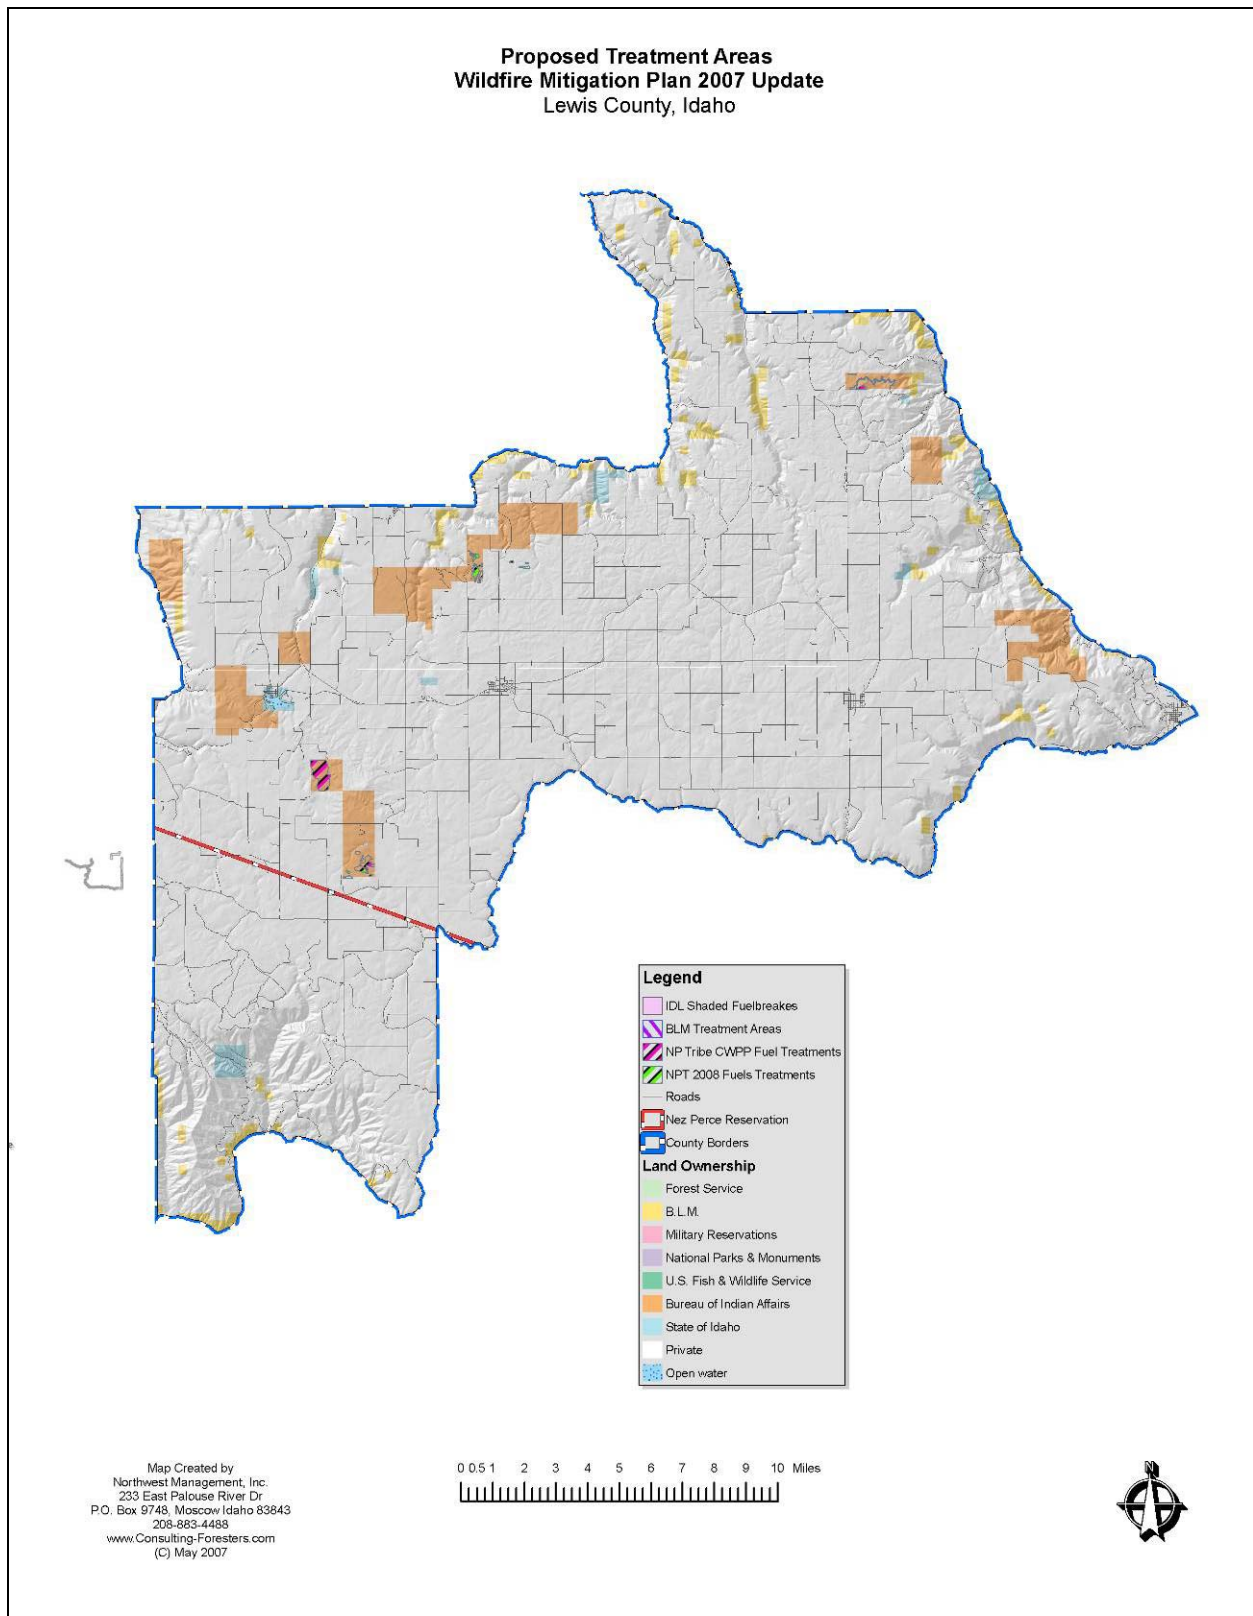 Proposed Treatment Areas
Wildfire Mitigation Plan 2007 Update
Lewis County, Idaho
Legend
IDL Shaded Fuelbreakes
BLM Treatment Areas
NP Tribe CWPP Fuel Treatments
NPT 2008 Fuels Treatments
Roads
Nez Perce Reservation
County Borders
Land Ownership
Forest Service
B.L.M.
Military Reservations
National Parks & Monuments
U.S. Fish & Wildlife Service
Bureau of Indian Affairs
State of Idaho
Private
Open water
Map Created by
Northwest Management, Inc.
233 East Palouse River Dr
P.O. Box 9748, Moscow Idaho 83843
208-883-4488
www.Consulting-Foresters.com
(C) May 2007
0 0.5 1 2 3 4 5 6 7 8 9 10 Miles
N